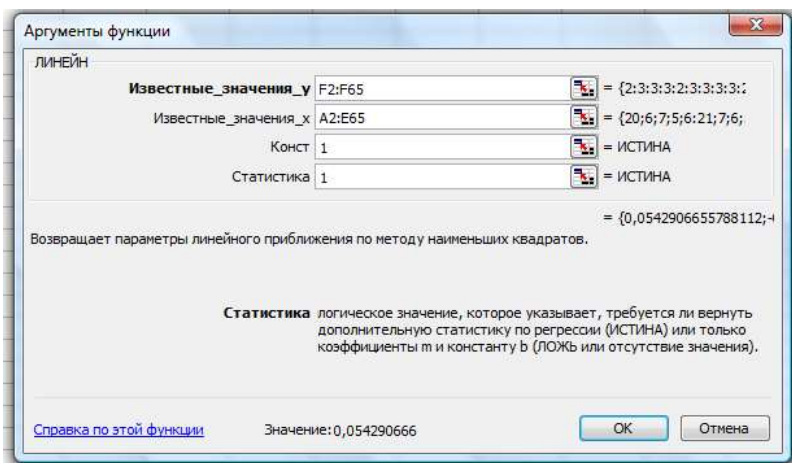 Аргументы функции
ЛИНЕЙН
Известные_значения_y F2:F65 = {2:3:3:3:2:3:3:3:3:2
Известные_значения_x A2:E65 = {20;6;7;5;6:21;7;6;
Конст 1 = ИСТИНА
Статистика 1 = ИСТИНА
= {0,0542906655788112;-
Возвращает параметры линейного приближения по методу наименьших квадратов.
Статистика логическое значение, которое указывает, требуется ли вернуть
дополнительную статистику по регрессии (ИСТИНА) или только
коэффициенты m и константу b (ЛОЖЬ или отсутствие значения).
Справка по этой функции Значение:0,054290666 OK Отмена